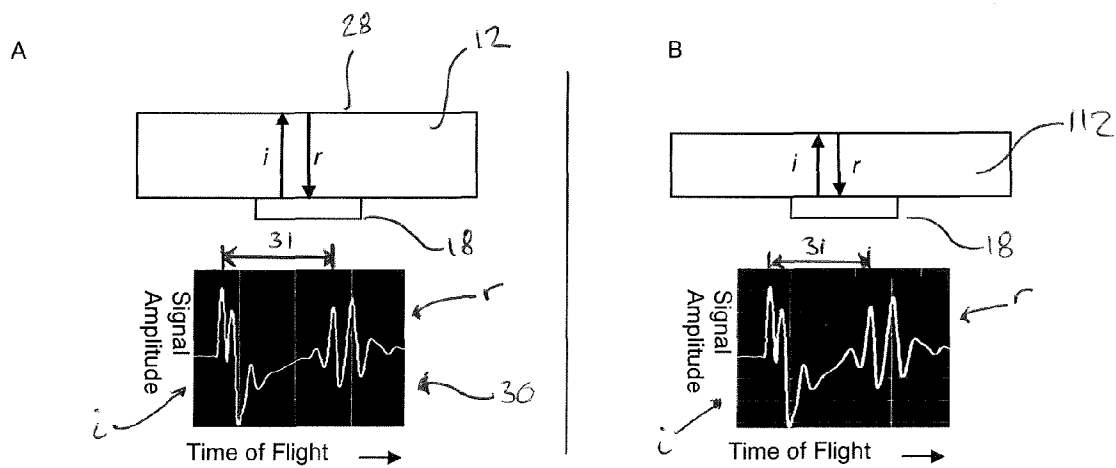 A
28
12
i
r
18
31
Signal
Amplitude
r
30
i
Time of Flight
B
112
i
r
18
31
Signal
Amplitude
r
i
Time of Flight